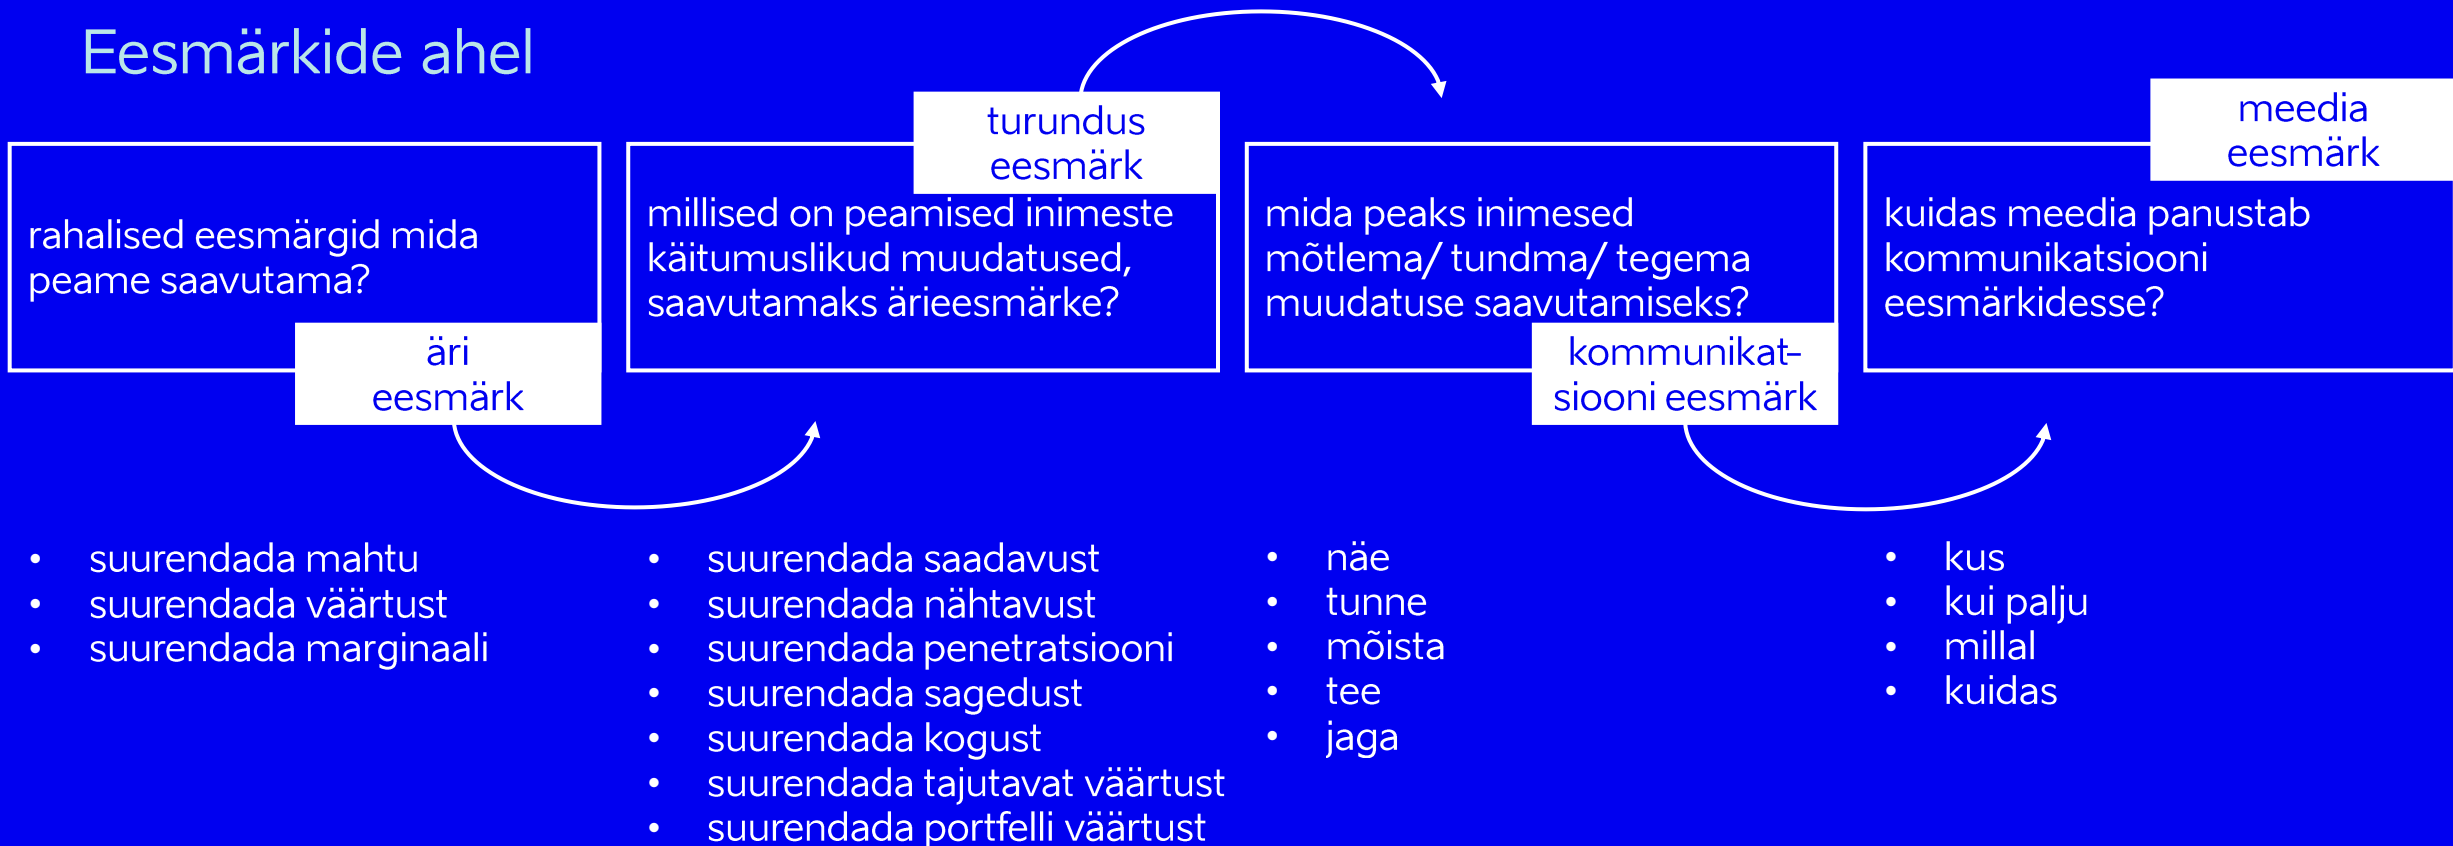 Eesmärkide ahel
rahalised eesmärgid mida
peame saavutama?
äri
eesmärk
turundus
eesmärk
millised on peamised inimeste
käitumuslikud muudatused,
saavutamaks ärieesmärke?
mida peaks inimesed
mõtlema/ tundma/ tegema
muudatuse saavutamiseks?
kommunikat-
siooni eesmärk
meedia
eesmärk
kuidas meedia panustab
kommunikatsiooni
eesmärkidesse?
• suurendada mahtu
• suurendada väärtust
• suurendada marginaali
• suurendada saadavust
• suurendada nähtavust
• suurendada penetratsiooni
• suurendada sagedust
• suurendada kogust
• suurendada tajutavat väärtust
• suurendada portfelli väärtust
• näe
• tunne
• mõista
• tee
• jaga
• kus
• kui palju
• millal
• kuidas